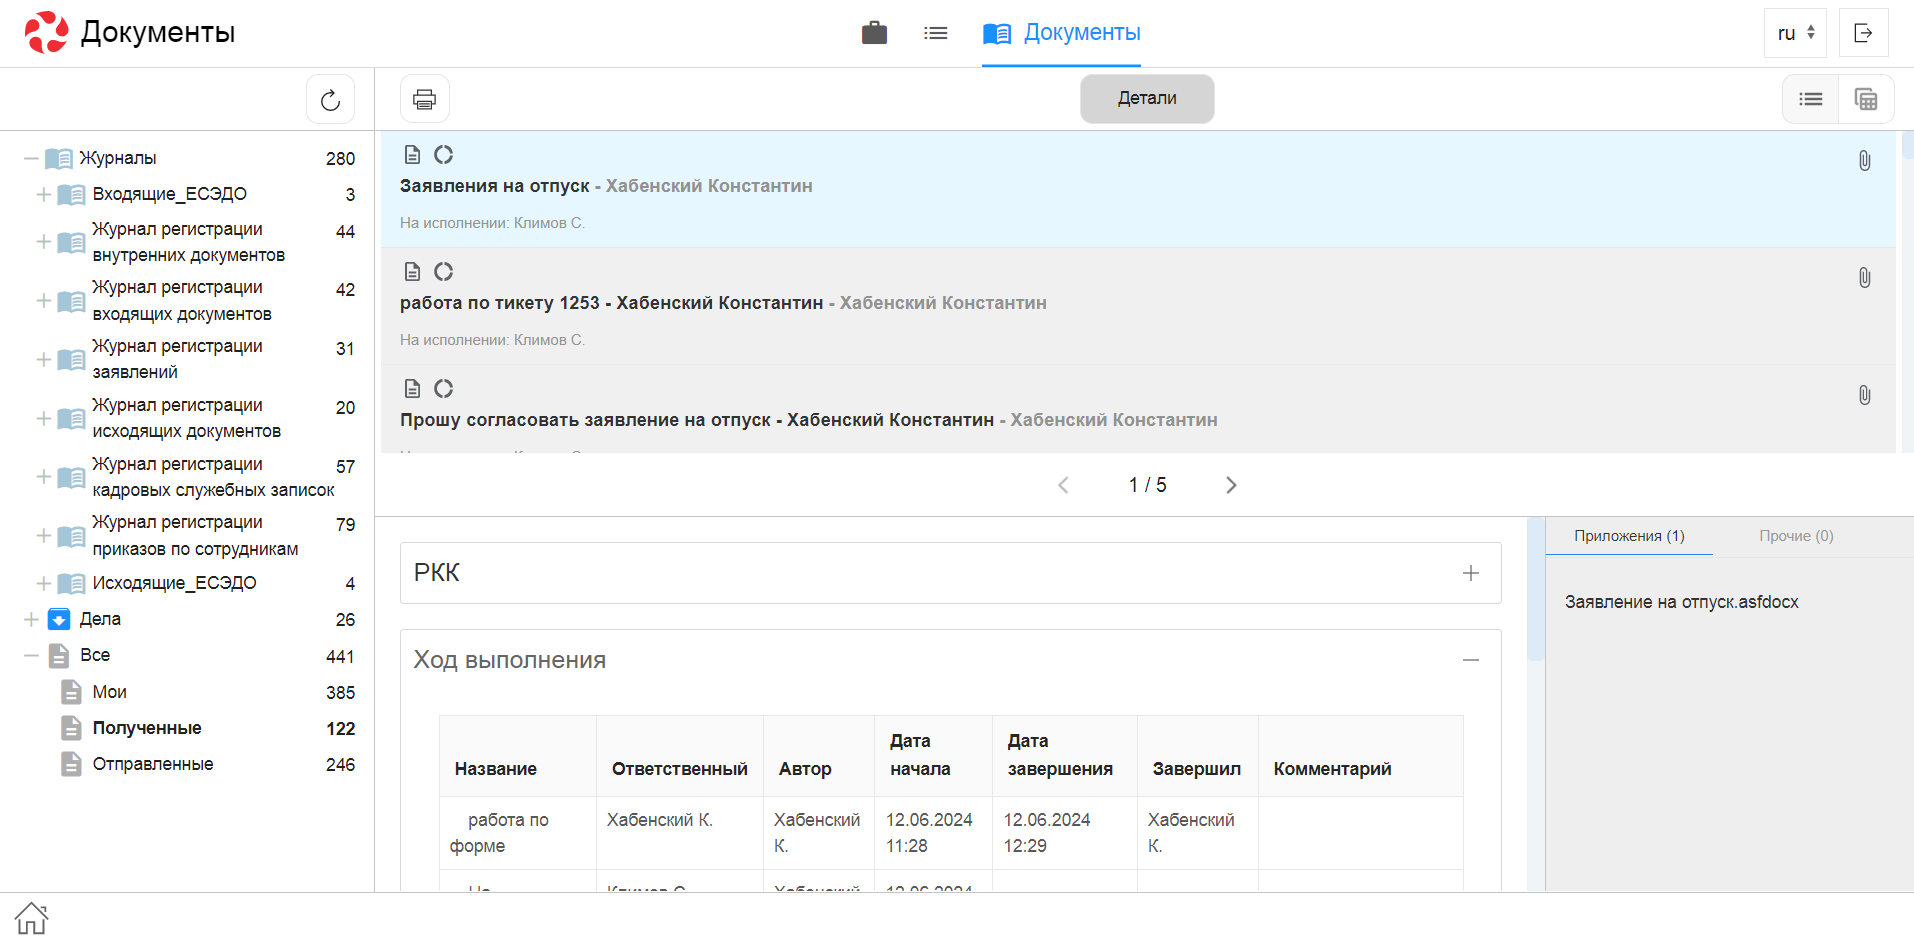 Документы
Документы
ru
Детали
Журналы 280
Входящие_ЕСЭДО 3
Журнал регистрации 44
внутренних документов
Журнал регистрации 42
входящих документов
Журнал регистрации 31
заявлений
Журнал регистрации 20
исходящих документов
Журнал регистрации 57
кадровых служебных записок
Журнал регистрации 79
приказов по сотрудникам
Исходящие_ЕСЭДО 4
Дела 26
Все 441
Мои 385
Полученные 122
Отправленные 246
Заявления на отпуск - Хабенский Константин
На исполнении: Климов С.
работа по тикету 1253 - Хабенский Константин - Хабенский Константин
На исполнении: Климов С.
Прошу согласовать заявление на отпуск - Хабенский Константин - Хабенский Константин
1 / 5
РКК
Ход выполнения
Название Ответственный Автор Дата начала Дата завершения Завершил Комментарий
работа по форме Хабенский К. Хабенский К. 12.06.2024 11:28 12.06.2024 12:29 Хабенский К.
Приложения (1) Прочие (0)
Заявление на отпуск.asfdocx